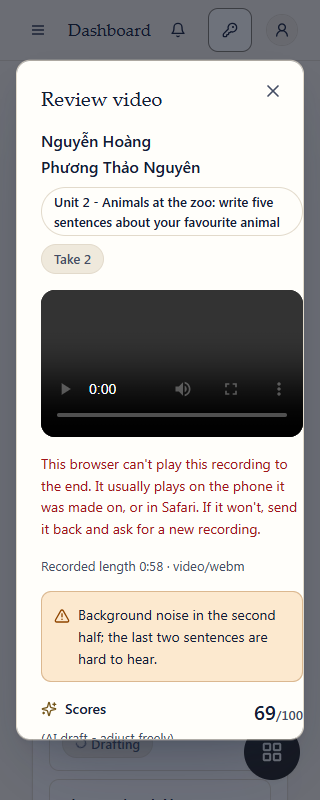 Dashboard
Review video
Nguyễn Hoàng
Phương Thảo Nguyên
Unit 2 - Animals at the zoo: write five
sentences about your favourite animal
Take 2
0:00
This browser can't play this recording to
the end. It usually plays on the phone it
was made on, or in Safari. If it won't, send
it back and ask for a new recording.
Recorded length 0:58 · video/webm
Background noise in the second
half; the last two sentences are
hard to hear.
Scores
69/100
(AI draft - adjust freely)
Drafting